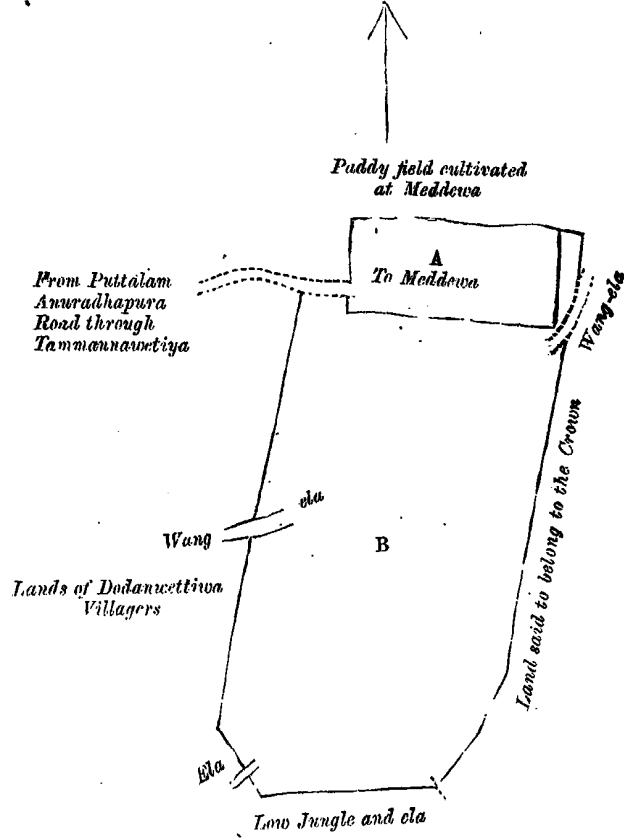 Paddy field cultivated
at Meddewa
A
To Meddewa
From Puttalam
Anuradhapura
Road through
Tammannawetiya
Wang-ela
Wang ela
B
Land said to belong to the Crown
Lands of Dodanwettiwa
Villagers
Ela
Low Jungle and ela